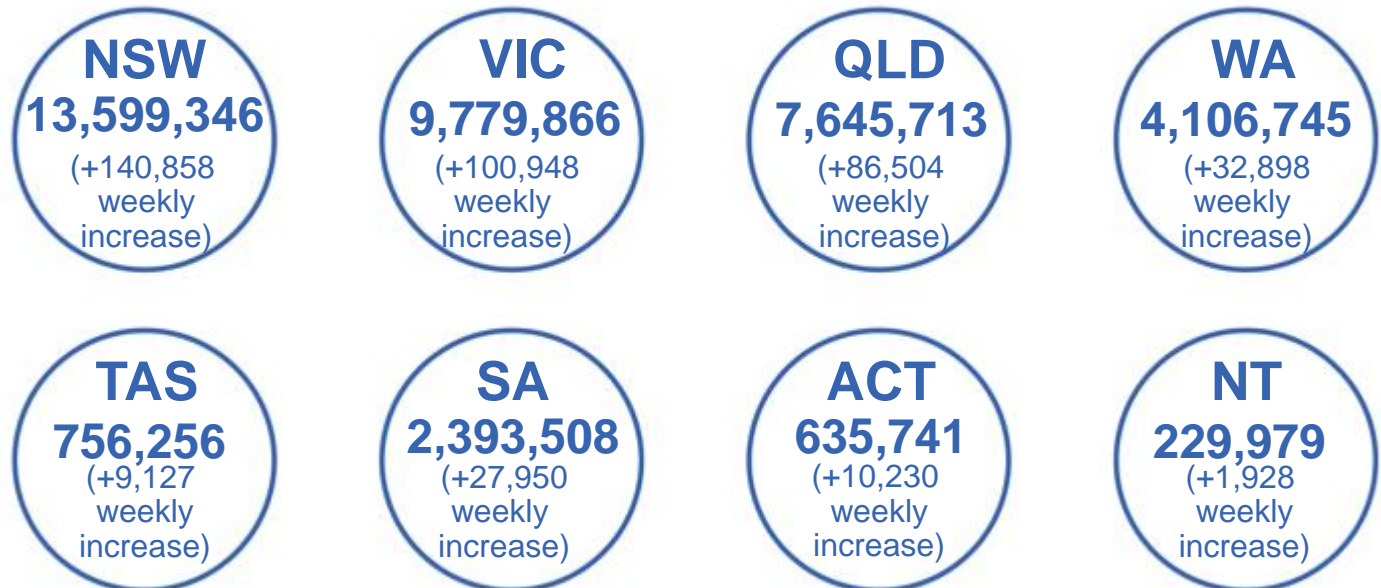 NSW
13,599,346
(+140,858
weekly
increase)
VIC
9,779,866
(+100,948
weekly
increase)
QLD
7,645,713
(+86,504
weekly
increase)
WA
4,106,745
(+32,898
weekly
increase)
TAS
756,256
(+9,127
weekly
increase)
SA
2,393,508
(+27,950
weekly
increase)
ACT
635,741
(+10,230
weekly
increase)
NT
229,979
(+1,928
weekly
increase)